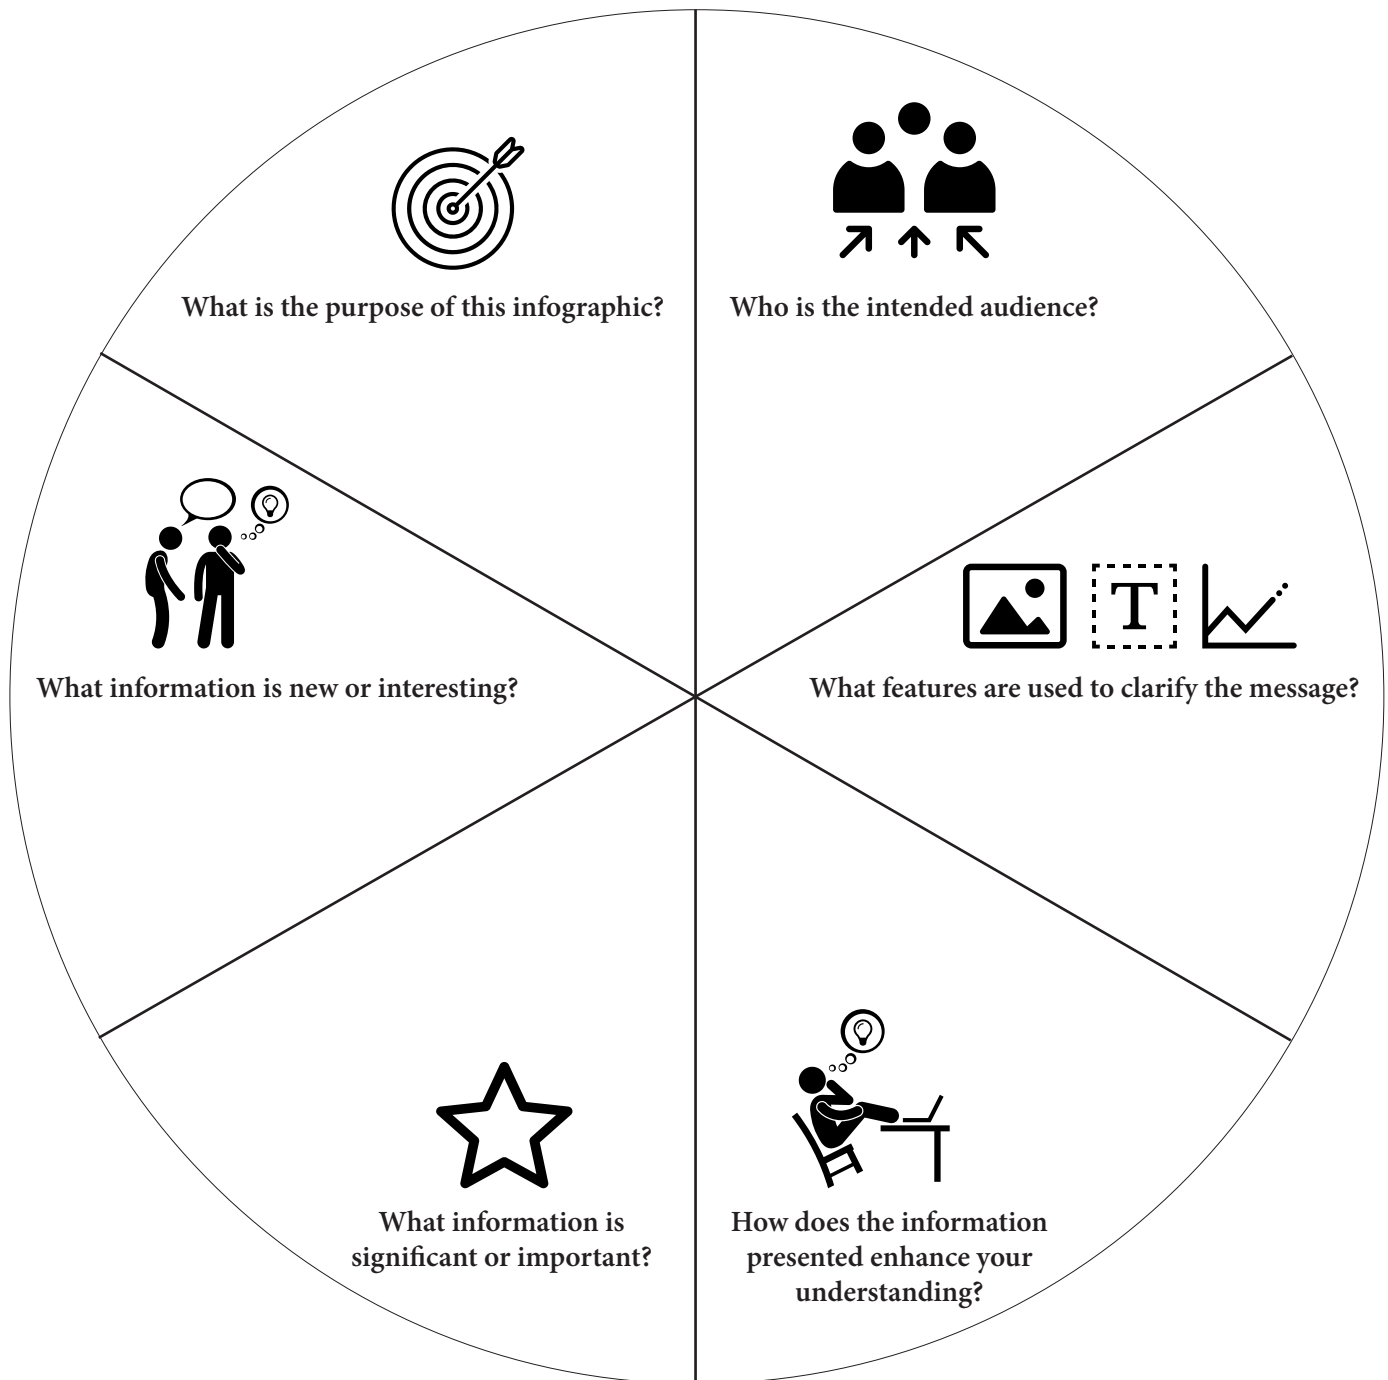 What is the purpose of this infographic?
Who is the intended audience?
What information is new or interesting?
T
What features are used to clarify the message?
What information is
significant or important?
How does the information
presented enhance your
understanding?